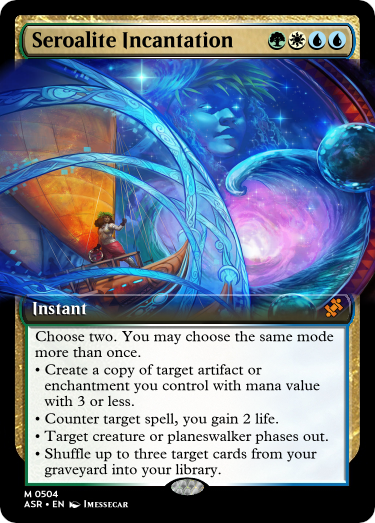 Seroalite Incantation
Instant
Choose two. You may choose the same mode
more than once.
• Create a copy of target artifact or
enchantment you control with mana value
with 3 or less.
• Counter target spell, you gain 2 life.
• Target creature or planeswalker phases out.
• Shuffle up to three target cards from your
graveyard into your library.
M 0504
ASR • EN Imessecar